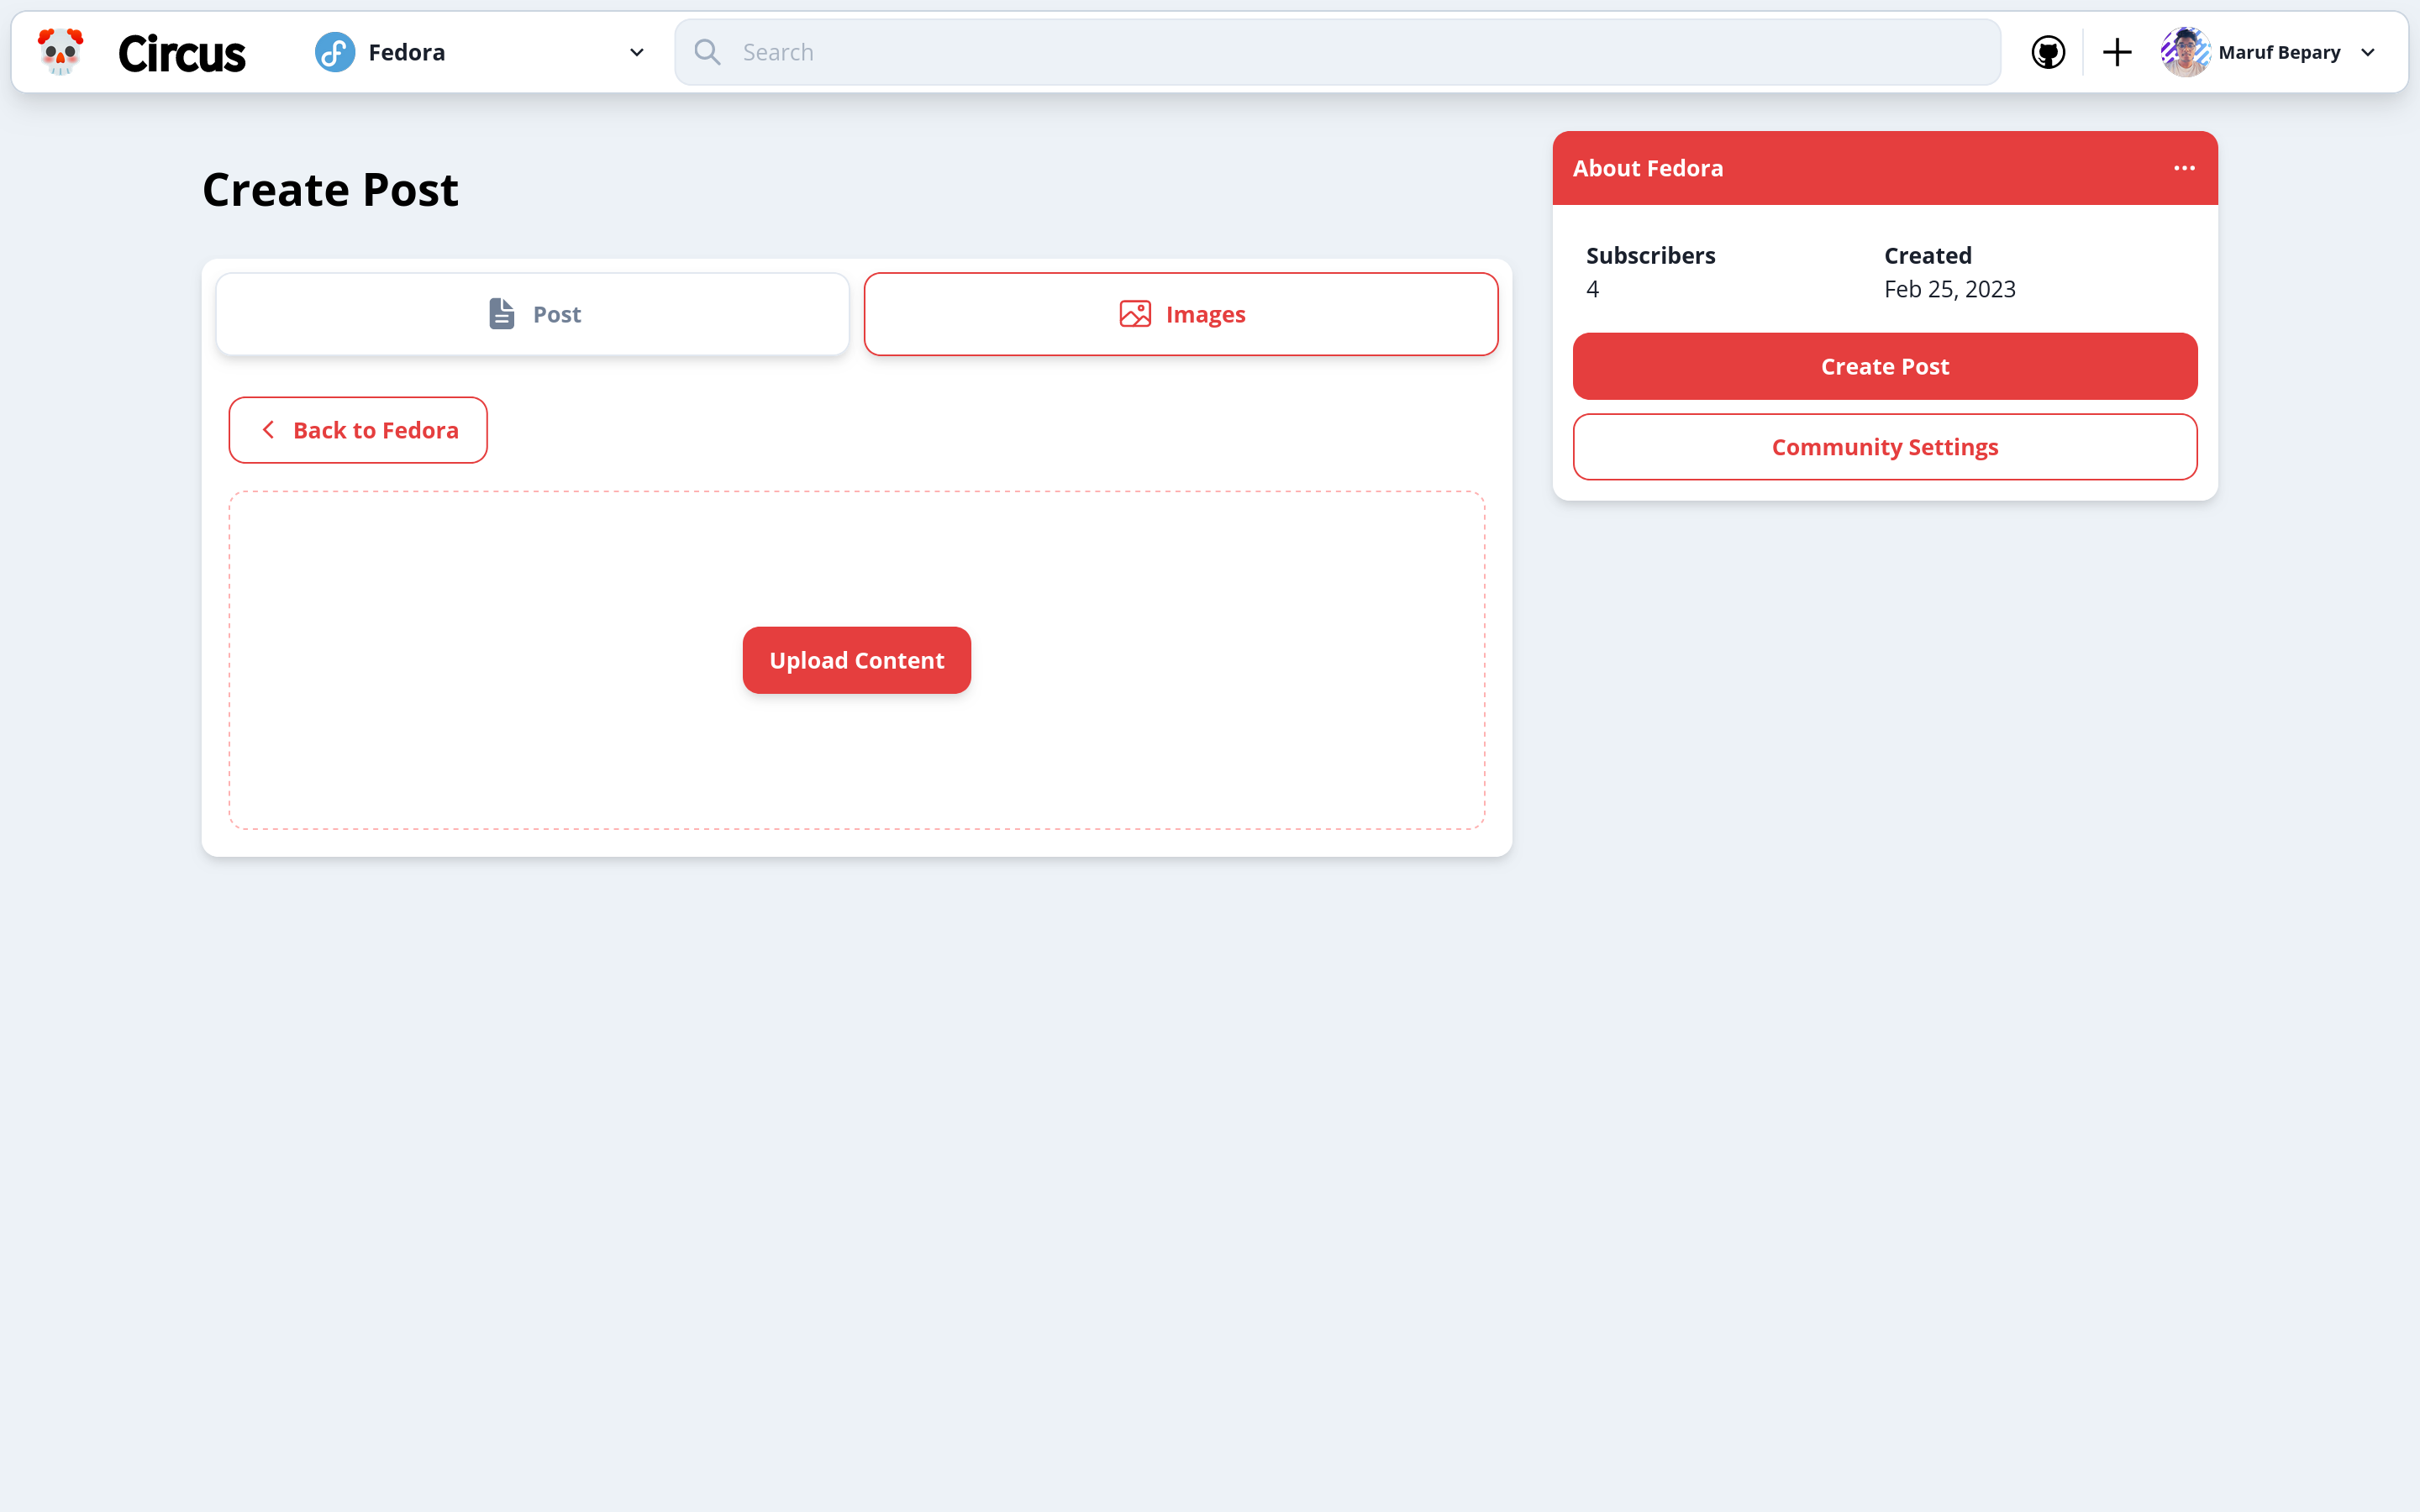 Circus
Fedora
Search
Maruf Bepary
Create Post
Post
Images
Back to Fedora
Upload Content
About Fedora
Subscribers
4
Created
Feb 25, 2023
Create Post
Community Settings